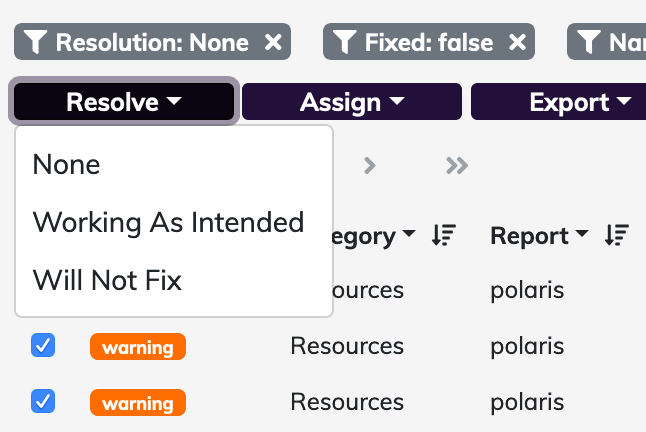 Resolution: None ×  Fixed: false ×  Na
Resolve  Assign  Export
None
Working As Intended
egory  Report
Will Not Fix
ources  polaris
warning  Resources  polaris
warning  Resources  polaris